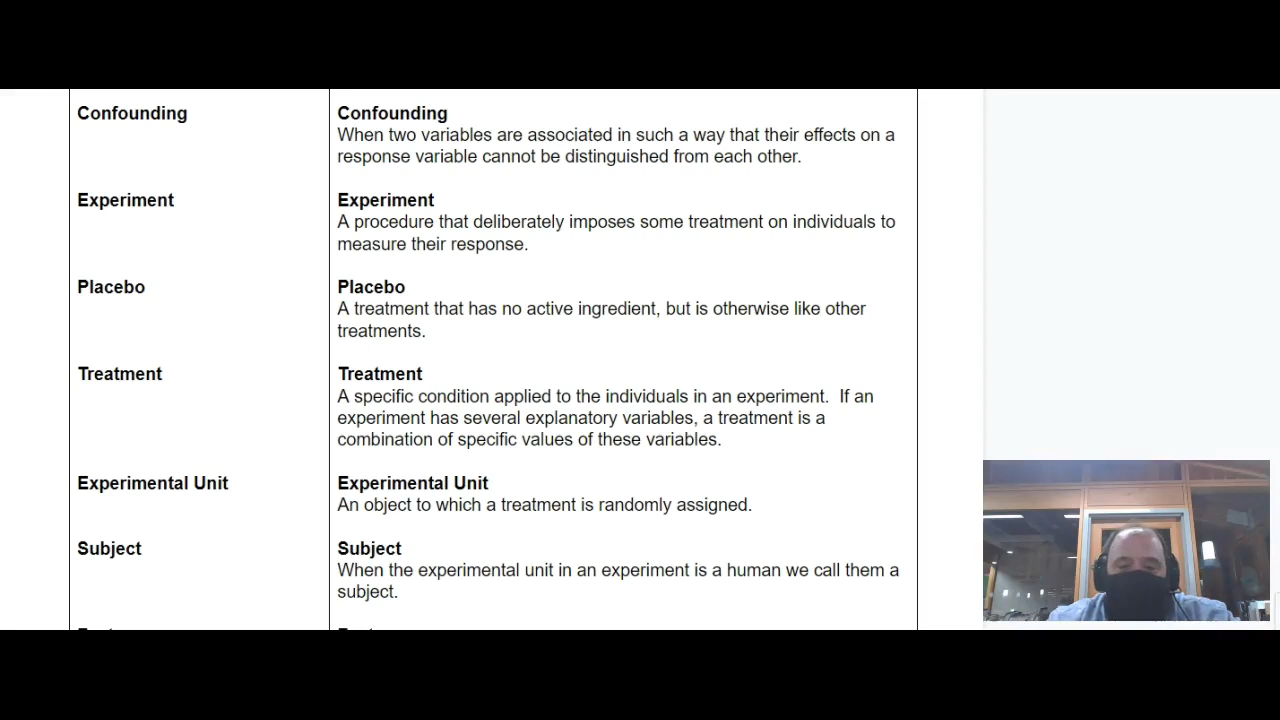 Confounding
Confounding
When two variables are associated in such a way that their effects on a
response variable cannot be distinguished from each other.
Experiment
Experiment
A procedure that deliberately imposes some treatment on individuals to
measure their response.
Placebo
Placebo
A treatment that has no active ingredient, but is otherwise like other
treatments.
Treatment
Treatment
A specific condition applied to the individuals in an experiment.  If an
experiment has several explanatory variables, a treatment is a
combination of specific values of these variables.
Experimental Unit
Experimental Unit
An object to which a treatment is randomly assigned.
Subject
Subject
When the experimental unit in an experiment is a human we call them a
subject.